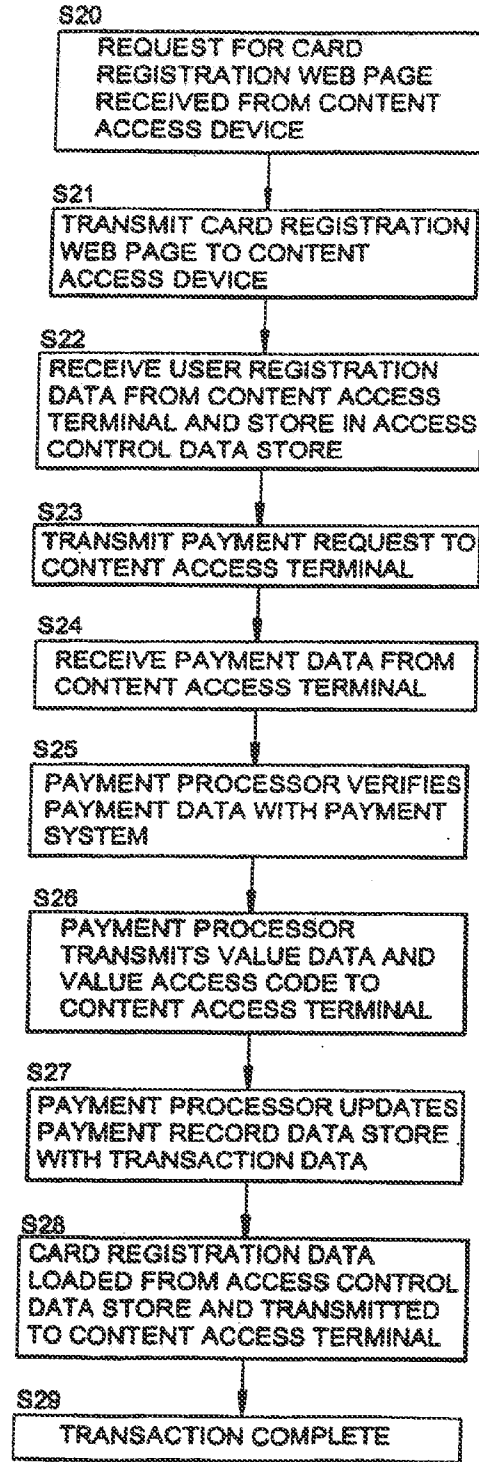 S20
REQUEST FOR CARD
REGISTRATION WEB PAGE
RECEIVED FROM CONTENT
ACCESS DEVICE
S21
TRANSMIT CARD REGISTRATION
WEB PAGE TO CONTENT
ACCESS DEVICE
S22
RECEIVE USER REGISTRATION
DATA FROM CONTENT ACCESS
TERMINAL AND STORE IN ACCESS
CONTROL DATA STORE
S23
TRANSMIT PAYMENT REQUEST TO
CONTENT ACCESS TERMINAL
S24
RECEIVE PAYMENT DATA FROM
CONTENT ACCESS TERMINAL
S25
PAYMENT PROCESSOR VERIFIES
PAYMENT DATA WITH PAYMENT
SYSTEM
S26
PAYMENT PROCESSOR
TRANSMITS VALUE DATA AND
VALUE ACCESS CODE TO
CONTENT ACCESS TERMINAL
S27
PAYMENT PROCESSOR UPDATES
PAYMENT RECORD DATA STORE
WITH TRANSACTION DATA
S28
CARD REGISTRATION DATA
LOADED FROM ACCESS CONTROL
DATA STORE AND TRANSMITTED
TO CONTENT ACCESS TERMINAL
S29
TRANSACTION COMPLETE